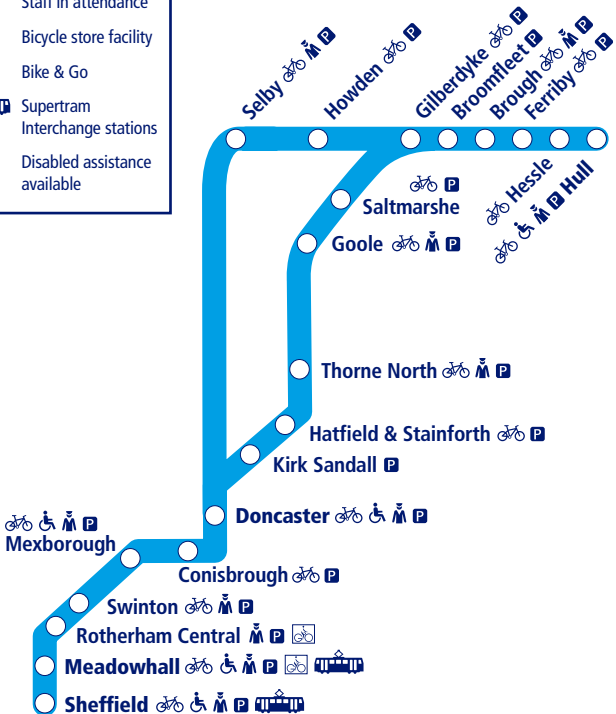 Staff in attendance
Bicycle store facility
Bike & Go
Supertram
Interchange stations
Disabled assistance
available
Selby P
Howden P
Gilberdyke P
Broomfleet P
Brough P
Ferriby P
Hessle
P Hull
P
Saltmarshe
Goole P
Thorne North P
Hatfield & Stainforth P
Kirk Sandall P
Doncaster P
P
Mexborough
Conisbrough P
Swinton P
Rotherham Central P
Meadowhall P
Sheffield P